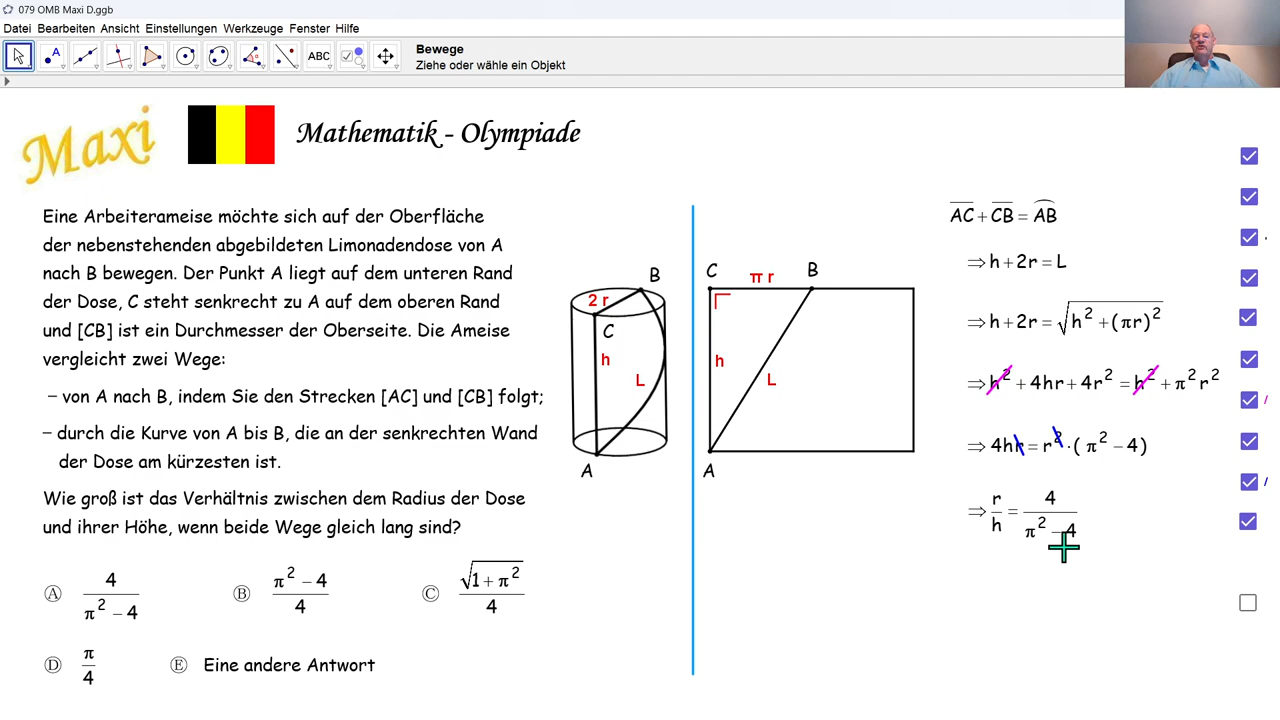 079 OMB Maxi D.ggb
Datei Bearbeiten Ansicht Einstellungen Werkzeuge Fenster Hilfe
A
ABC
Bewege
Ziehe oder wähle ein Objekt
Maxi
Mathematik - Olympiade
Eine Arbeiterameise möchte sich auf der Oberfläche
der nebenstehenden abgebildeten Limonadendose von A
nach B bewegen. Der Punkt A liegt auf dem unteren Rand
der Dose, C steht senkrecht zu A auf dem oberen Rand
und [CB] ist ein Durchmesser der Oberseite. Die Ameise
vergleicht zwei Wege:
– von A nach B, indem Sie den Strecken [AC] und [CB] folgt;
– durch die Kurve von A bis B, die an der senkrechten Wand
der Dose am kürzesten ist.
Wie groß ist das Verhältnis zwischen dem Radius der Dose
und ihrer Höhe, wenn beide Wege gleich lang sind?
Ⓐ 4/(π² − 4) Ⓑ (π² − 4)/4 Ⓒ √(1 + π²)/4
Ⓓ π/4 Ⓔ Eine andere Antwort
B
2 r
C
h
L
A
C π r B
h
L
A
A̅C̅ + C̅B̅ = A͡B
⇒ h + 2r = L
⇒ h + 2r = √(h² + (πr)²)
⇒ h² + 4hr + 4r² = h² + π²r²
⇒ 4hr = r² · (π² − 4)
⇒ r/h = 4/(π² − 4)